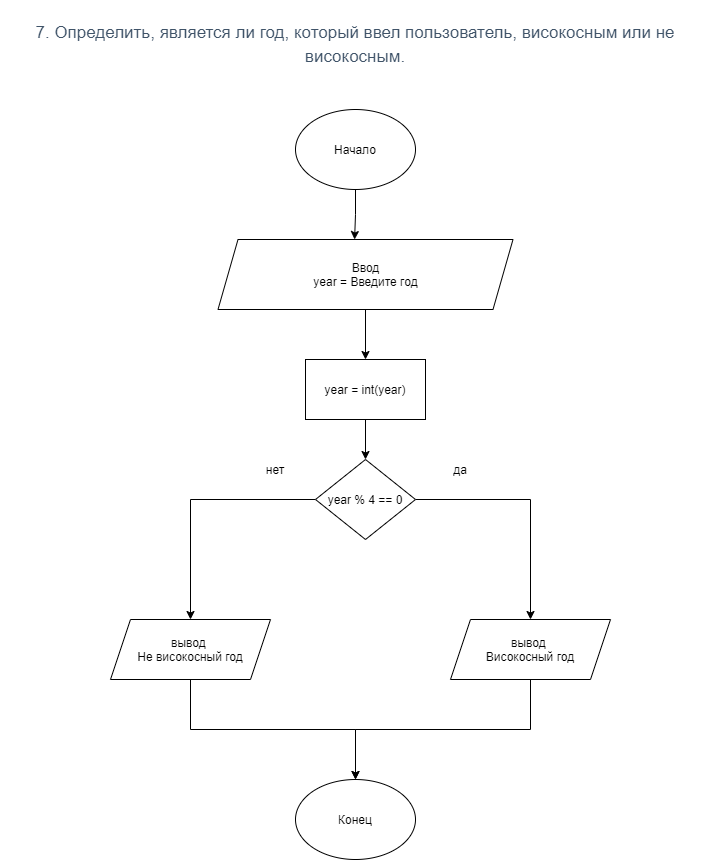 7. Определить, является ли год, который ввел пользователь, високосным или не
високосным.
Начало
Ввод
year = Введите год
year = int(year)
нет
да
year % 4 == 0
вывод
Не високосный год
вывод
Високосный год
Конец